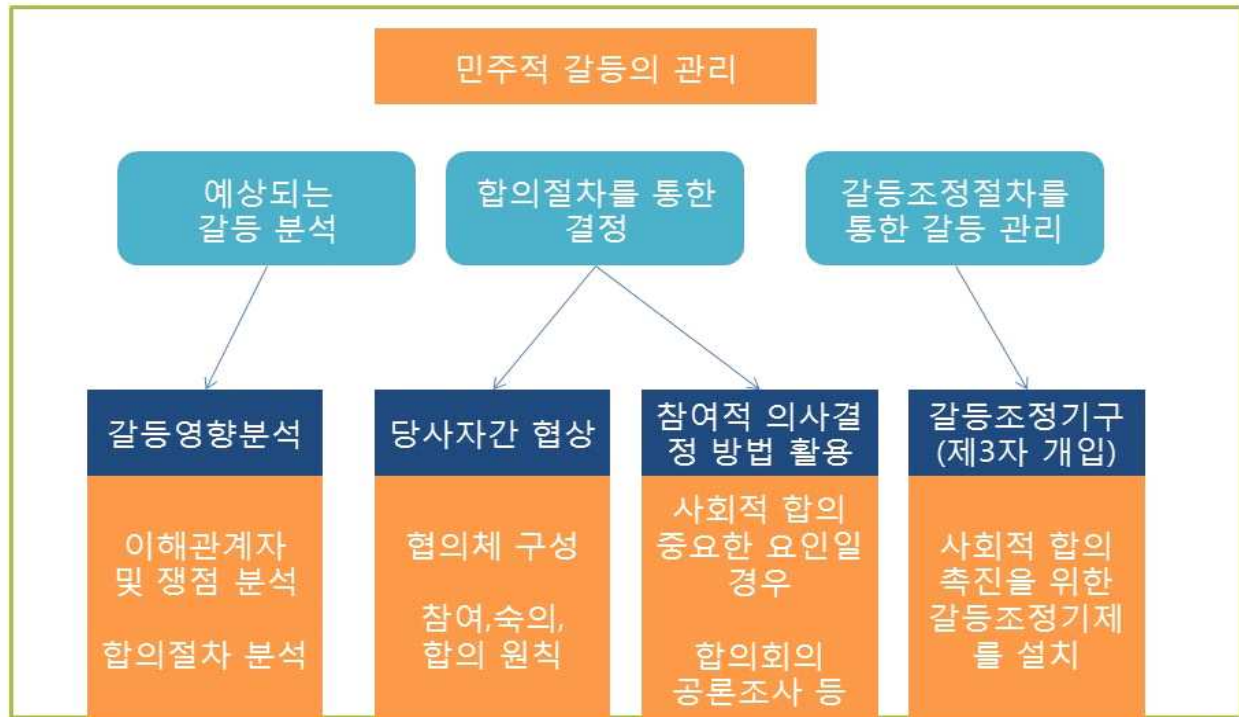 민주적 갈등의 관리
예상되는
갈등 분석
합의절차를 통한
결정
갈등조정절차를
통한 갈등 관리
갈등영향분석
이해관계자
및 쟁점 분석
합의절차 분석
당사자간 협상
협의체 구성
참여,숙의,
합의 원칙
참여적 의사결
정 방법 활용
사회적 합의
중요한 요인일
경우
합의회의
공론조사 등
갈등조정기구
(제3자 개입)
사회적 합의
촉진을 위한
갈등조정기제
를 설치